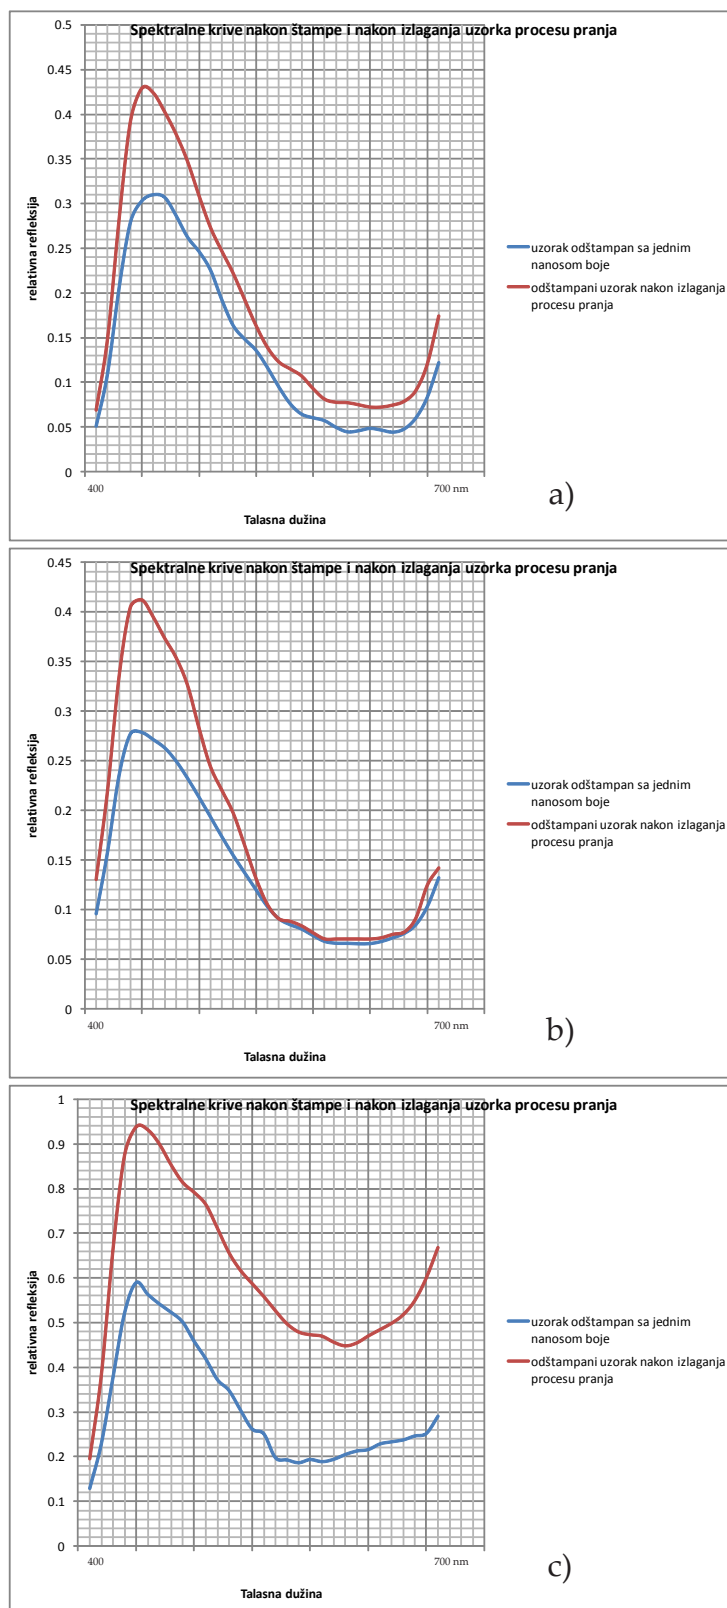 Spektralne krive nakon štampe i nakon izlaganja uzorka procesu pranja
0.5
0.45
0.4
0.35
0.3
0.25
0.2
0.15
0.1
0.05
0
relativna refleksija
400
700 nm
Talasna dužina
uzorak odštampan sa jednim
nanosom boje
odštampani uzorak nakon izlaganja
procesu pranja
a)
Spektralne krive nakon štampe i nakon izlaganja uzorka procesu pranja
0.45
0.4
0.35
0.3
0.25
0.2
0.15
0.1
0.05
0
relativna refleksija
400
700 nm
Talasna dužina
uzorak odštampan sa jednim
nanosom boje
odštampani uzorak nakon izlaganja
procesu pranja
b)
Spektralne krive nakon štampe i nakon izlaganja uzorka procesu pranja
1
0.9
0.8
0.7
0.6
0.5
0.4
0.3
0.2
0.1
0
relativna refleksija
400
700 nm
Talasna dužina
uzorak odštampan sa jednim
nanosom boje
odštampani uzorak nakon izlaganja
procesu pranja
c)